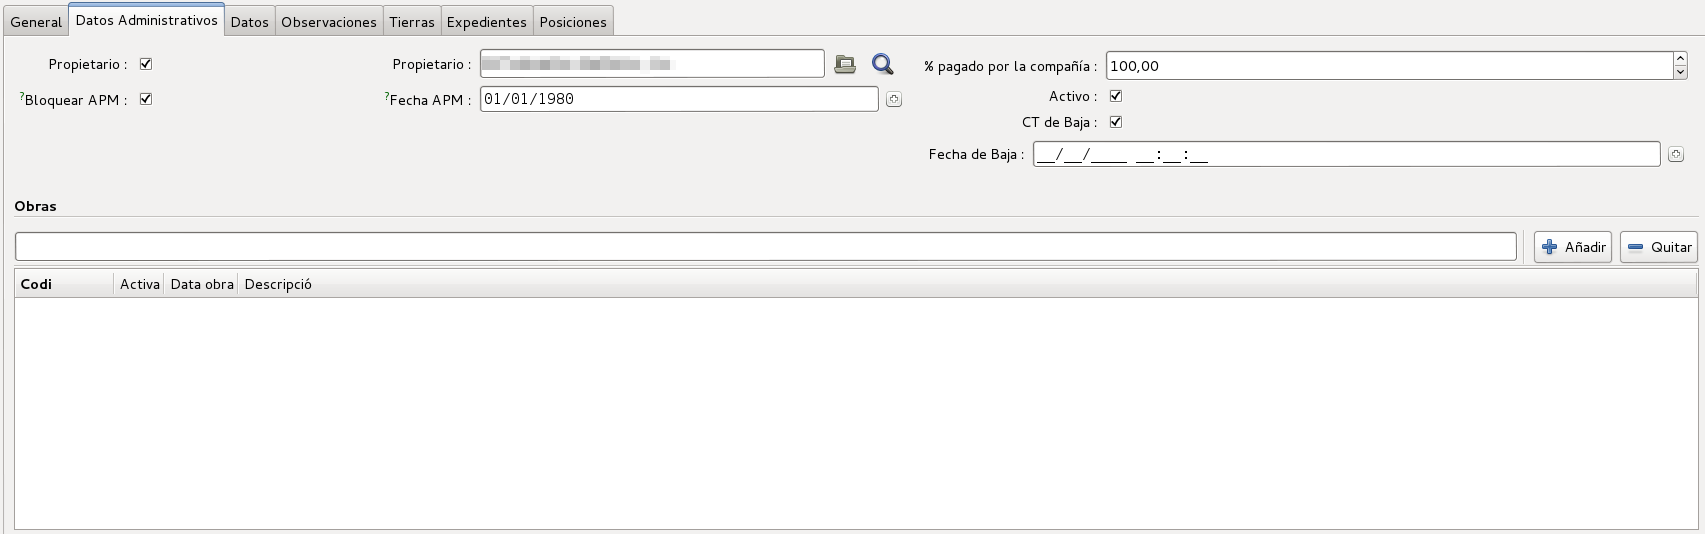 General Datos Administrativos Datos Observaciones Tierras Expedientes Posiciones
Propietario : Propietario : % pagado por la compañía : 100,00
?Bloquear APM : ?Fecha APM : 01/01/1980 Activo :
CT de Baja :
Fecha de Baja : __/__/____ __:__:__
Obras
Añadir Quitar
Codi Activa Data obra Descripció